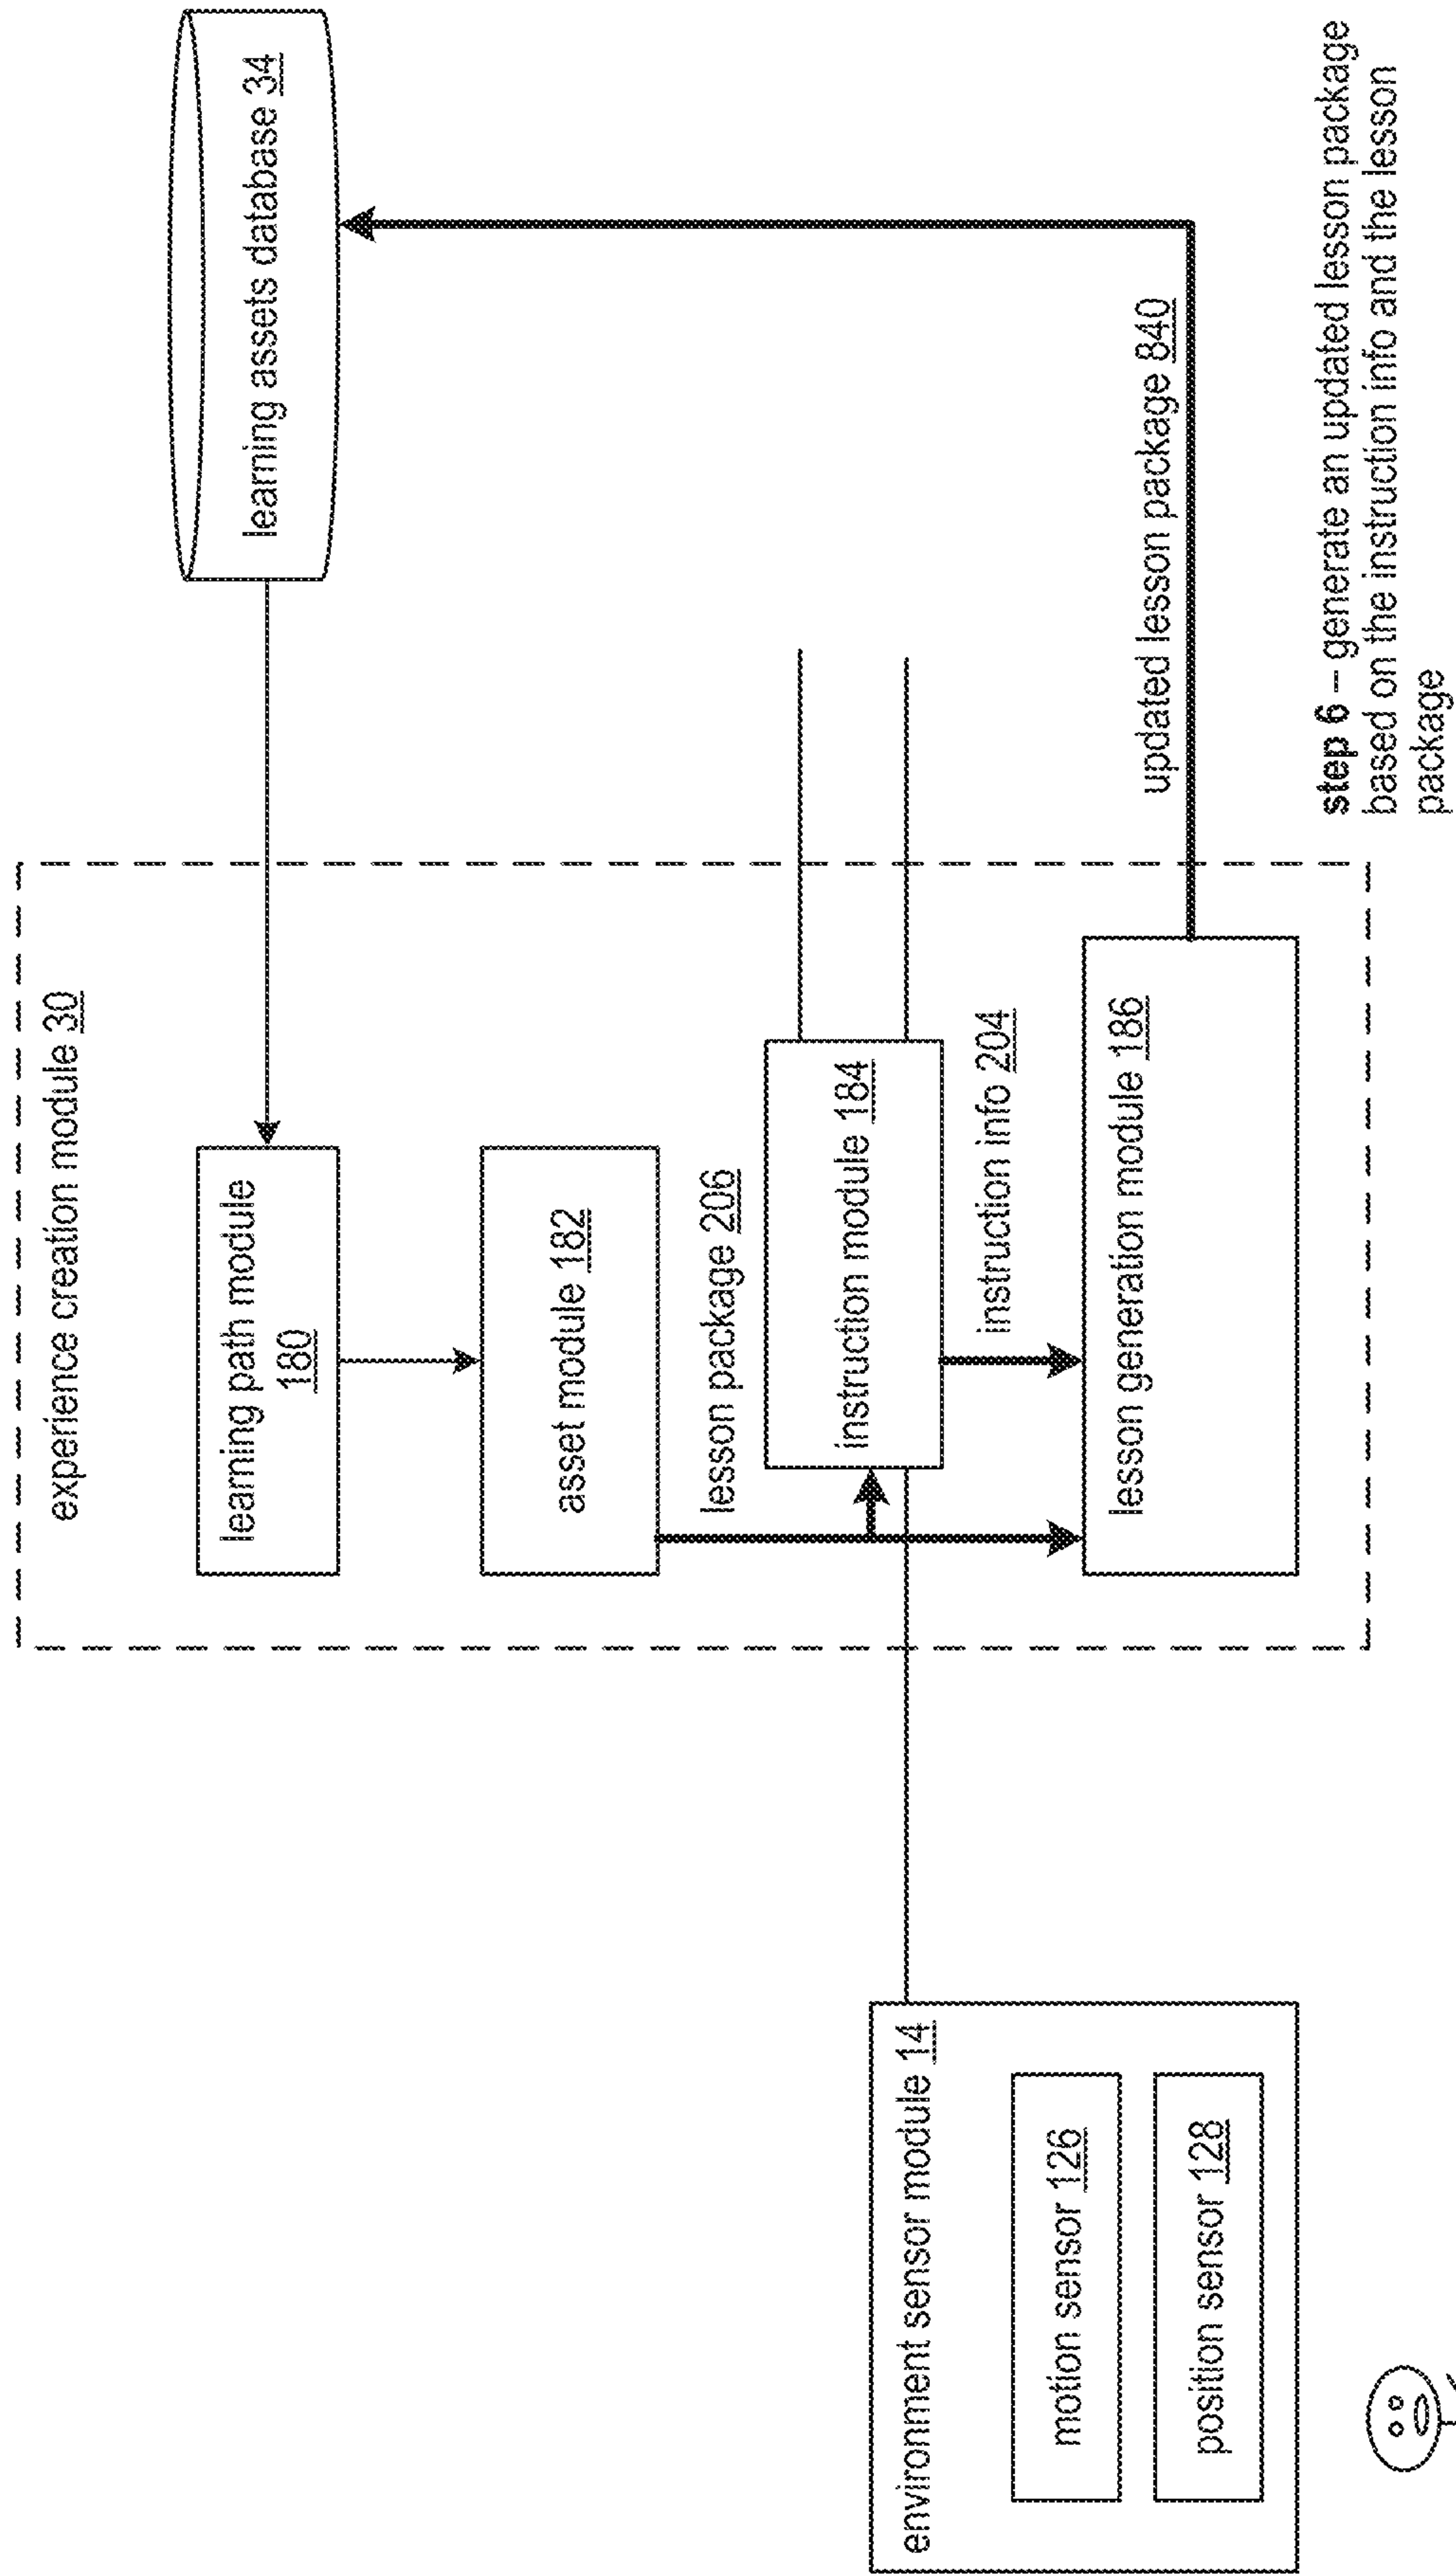 experience creation module 30
learning assets database 34
learning path module
180
asset module 182
lesson package 206
environment sensor module 14
instruction module 184
motion sensor 126
instruction info 204
position sensor 128
lesson generation module 186
updated lesson package 840
step 6 – generate an updated lesson package
based on the instruction info and the lesson
package